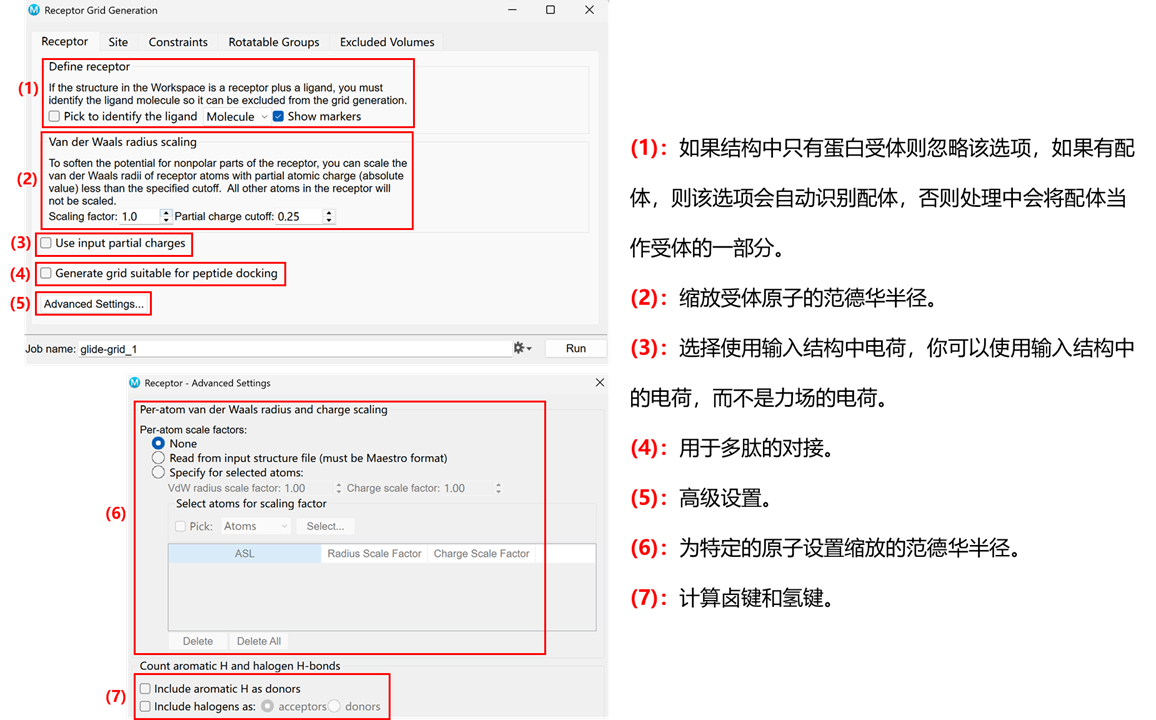 Receptor Grid Generation
Receptor Site Constraints Rotatable Groups Excluded Volumes
Define receptor
(1)
If the structure in the Workspace is a receptor plus a ligand, you must
identify the ligand molecule so it can be excluded from the grid generation.
Pick to identify the ligand Molecule Show markers
Van der Waals radius scaling
(2)
To soften the potential for nonpolar parts of the receptor, you can scale the
van der Waals radii of receptor atoms with partial atomic charge (absolute
value) less than the specified cutoff. All other atoms in the receptor will
not be scaled.
Scaling factor: 1.0 Partial charge cutoff: 0.25
(3) Use input partial charges
(4) Generate grid suitable for peptide docking
(5) Advanced Settings...
Job name: glide-grid_1 Run
Receptor - Advanced Settings
Per-atom van der Waals radius and charge scaling
Per-atom scale factors:
None
Read from input structure file (must be Maestro format)
Specify for selected atoms:
VdW radius scale factor: 1.00 Charge scale factor: 1.00
Select atoms for scaling factor
(6)
Pick: Atoms Select...
ASL Radius Scale Factor Charge Scale Factor
Delete Delete All
Count aromatic H and halogen H-bonds
(7)
Include aromatic H as donors
Include halogens as: acceptors donors
(1)：如果结构中只有蛋白受体则忽略该选项，如果有配
体，则该选项会自动识别配体，否则处理中会将配体当
作受体的一部分。
(2)：缩放受体原子的范德华半径。
(3)：选择使用输入结构中电荷，你可以使用输入结构中
的电荷，而不是力场的电荷。
(4)：用于多肽的对接。
(5)：高级设置。
(6)：为特定的原子设置缩放的范德华半径。
(7)：计算卤键和氢键。